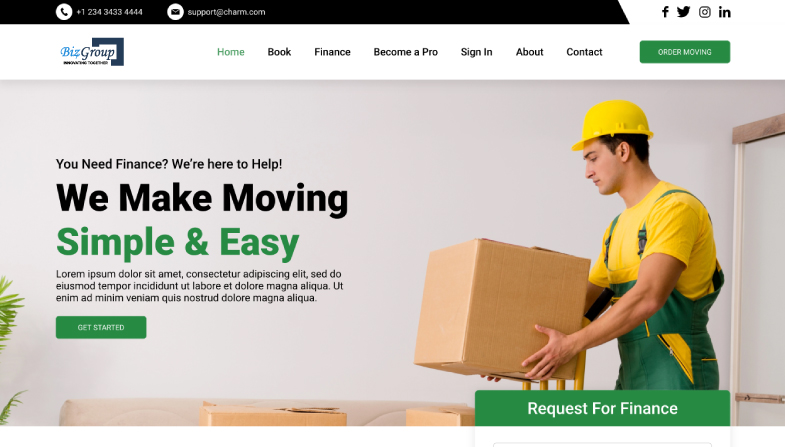 +1 234 3433 4444
support@charm.com
BizGroup
INNOVATING TOGETHER
Home Book Finance Become a Pro Sign In About Contact
ORDER MOVING
You Need Finance? We're here to Help!
We Make Moving
Simple & Easy
Lorem ipsum dolor sit amet, consectetur adipiscing elit, sed do
eiusmod tempor incididunt ut labore et dolore magna aliqua. Ut
enim ad minim veniam quis nostrud dolore magna aliqua.
GET STARTED
Request For Finance